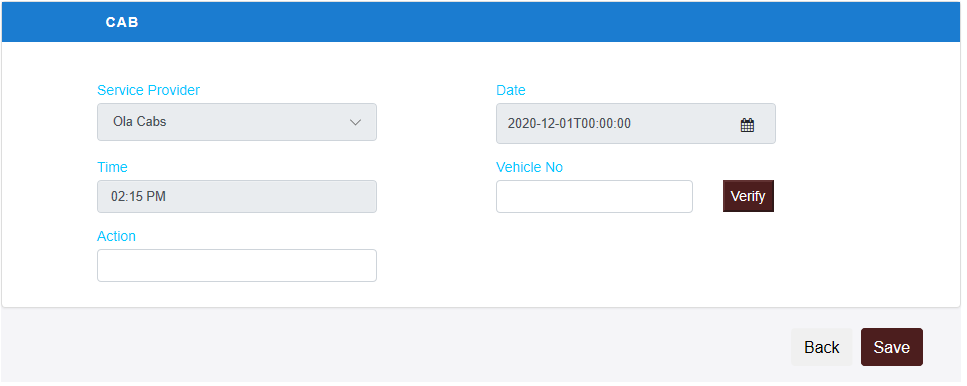 CAB
Service Provider
Date
Ola Cabs
2020-12-01T00:00:00
Time
Vehicle No
02:15 PM
Verify
Action
Back
Save